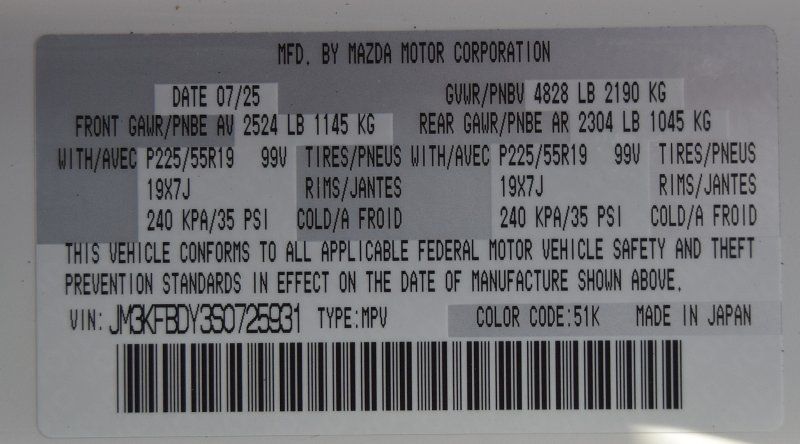 MFD. BY MAZDA MOTOR CORPORATION
DATE 07/25 GVWR/PNBV 4828 LB 2190 KG
FRONT GAWR/PNBE AV 2524 LB 1145 KG REAR GAWR/PNBE AR 2304 LB 1045 KG
WITH/AVEC P225/55R19 99V TIRES/PNEUS WITH/AVEC P225/55R19 99V TIRES/PNEUS
19X7J RIMS/JANTES 19X7J RIMS/JANTES
240 KPA/35 PSI COLD/A FROID 240 KPA/35 PSI COLD/A FROID
THIS VEHICLE CONFORMS TO ALL APPLICABLE FEDERAL MOTOR VEHICLE SAFETY AND THEFT
PREVENTION STANDARDS IN EFFECT ON THE DATE OF MANUFACTURE SHOWN ABOVE.
VIN: JM3KFBDY3S0725931 TYPE:MPV COLOR CODE:51K MADE IN JAPAN